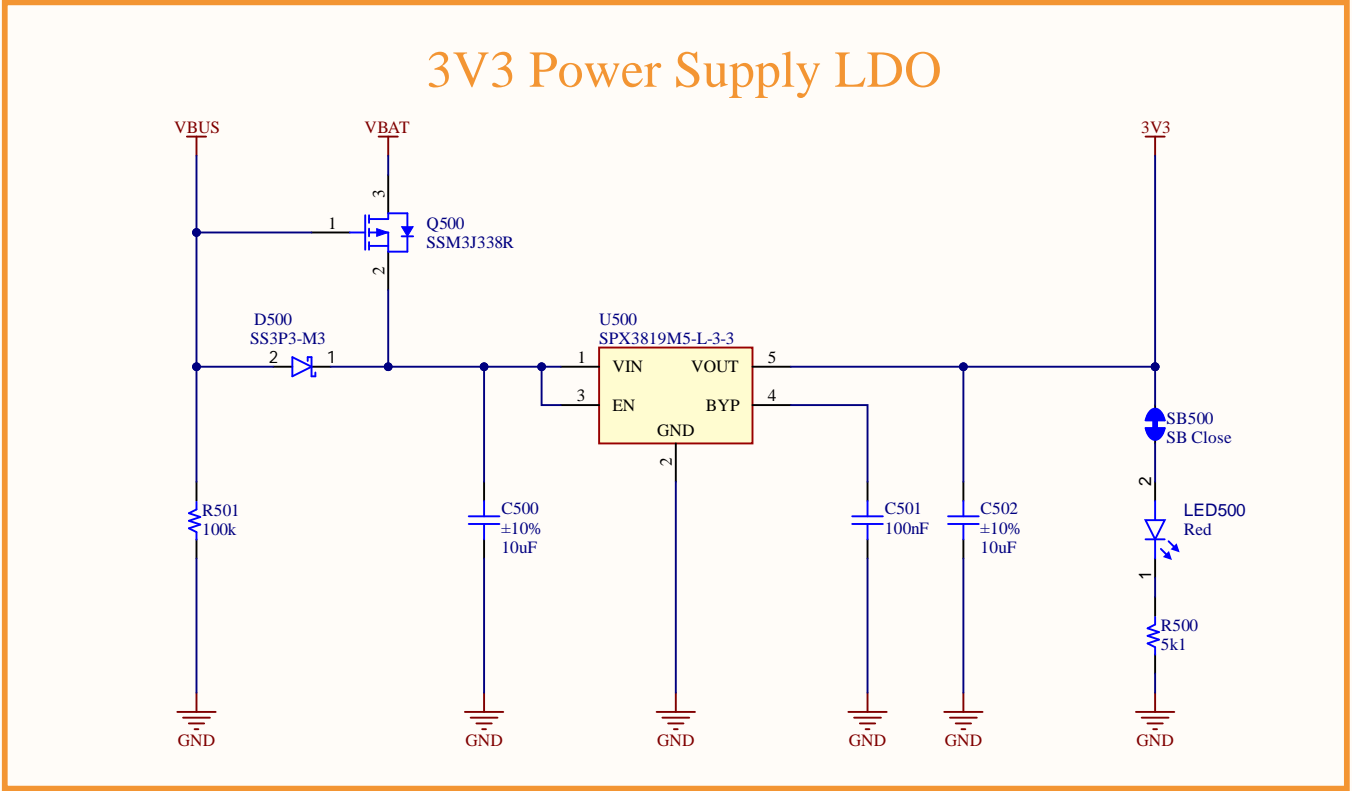 3V3 Power Supply LDO
VBUS
VBAT
3V3
3
1
Q500
SSM3J338R
2
D500
SS3P3-M3
2
1
U500
SPX3819M5-L-3-3
1
VIN
VOUT
5
3
EN
BYP
4
GND
2
SB500
SB Close
2
R501
100k
C500
±10%
10uF
C501
100nF
C502
±10%
10uF
LED500
Red
1
R500
5k1
GND
GND
GND
GND
GND
GND